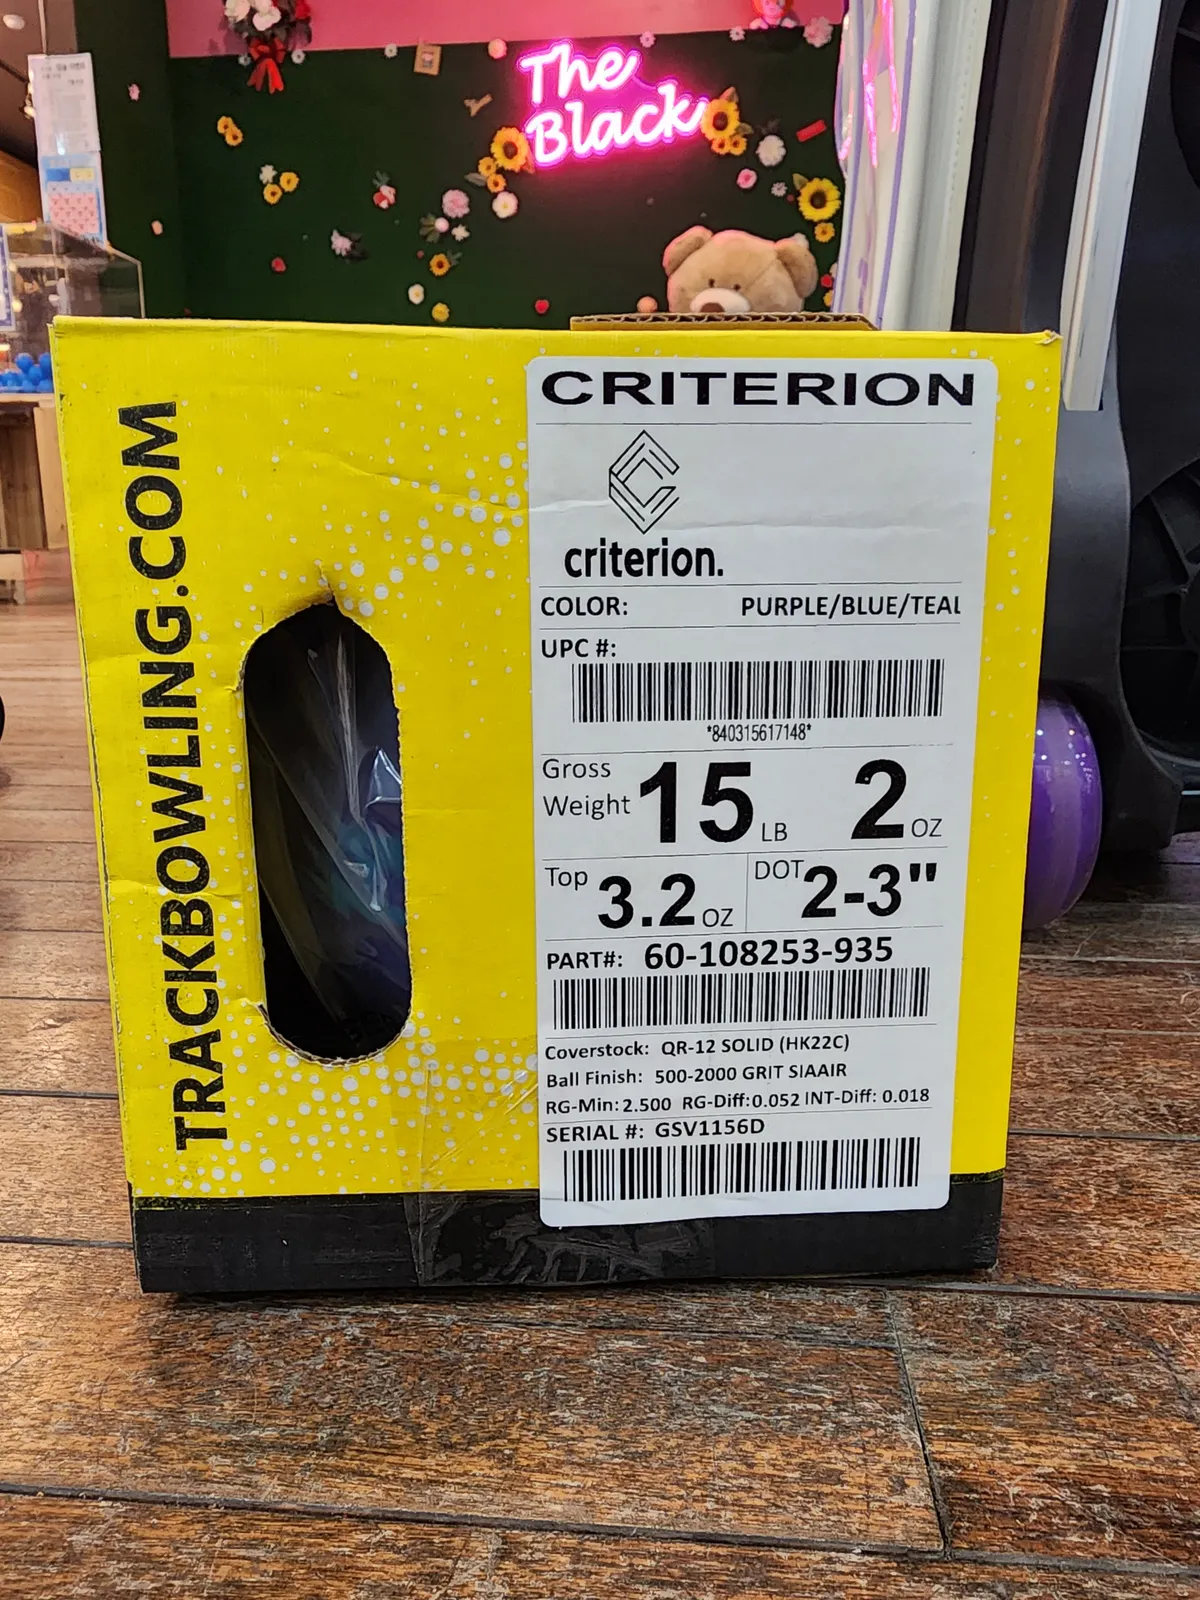 The
Black
TRACKBOWLING.COM
CRITERION
criterion.
COLOR: PURPLE/BLUE/TEAL
UPC #:
*840315617148*
Gross
Weight 15 LB 2 OZ
Top 3.2 OZ DOT 2-3"
PART#: 60-108253-935
Coverstock: QR-12 SOLID (HK22C)
Ball Finish: 500-2000 GRIT SIAAIR
RG-Min: 2.500 RG-Diff: 0.052 INT-Diff: 0.018
SERIAL #: GSV1156D